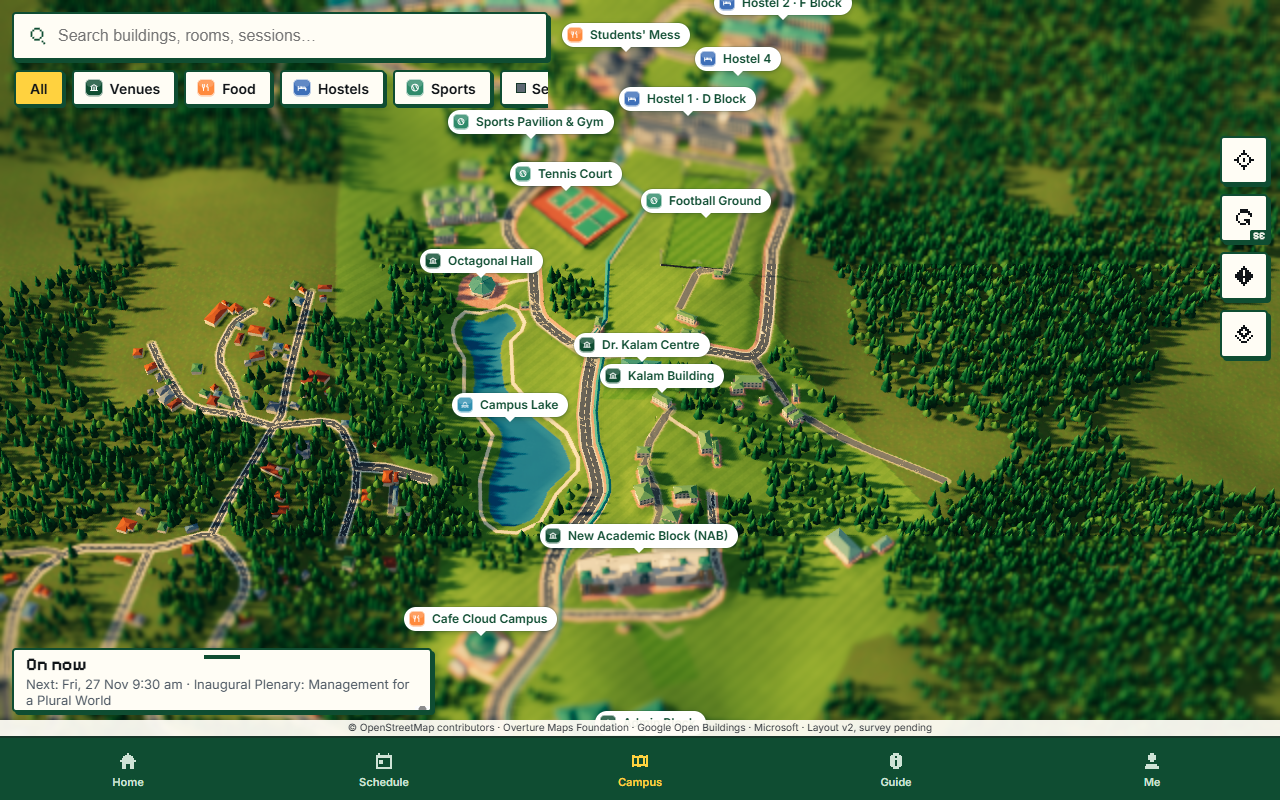 Hostel 2 · F Block
Search buildings, rooms, sessions...
Students' Mess
Hostel 4
All
Venues
Food
Hostels
Sports
Se
Hostel 1 · D Block
Sports Pavilion & Gym
Tennis Court
Football Ground
SE
Octagonal Hall
Dr. Kalam Centre
Kalam Building
Campus Lake
New Academic Block (NAB)
Cafe Cloud Campus
On now
Next: Fri, 27 Nov 9:30 am · Inaugural Plenary: Management for
a Plural World
© OpenStreetMap contributors · Overture Maps Foundation · Google Open Buildings · Microsoft · Layout v2, survey pending
Home
Schedule
Campus
Guide
Me